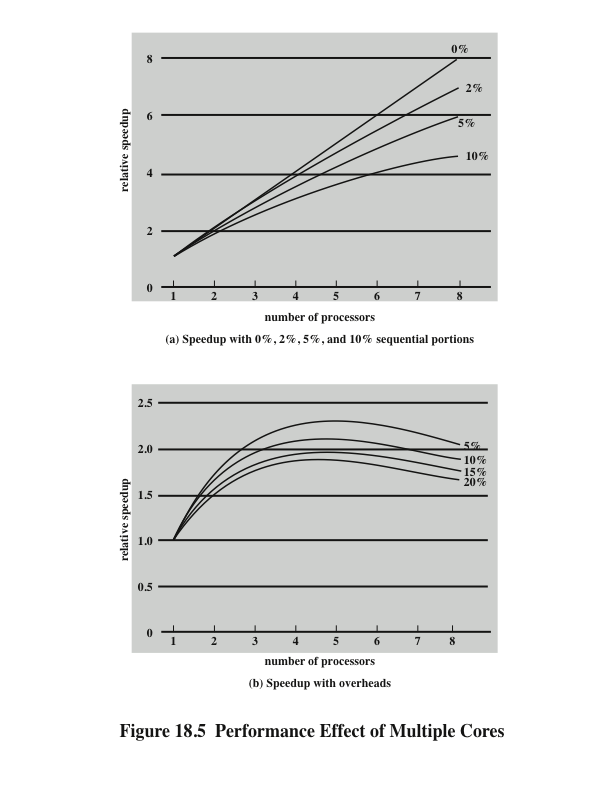 0%
8
2%
6
5%
relative speedup
10%
4
2
0
1 2 3 4 5 6 7 8
number of processors
(a) Speedup with 0%, 2%, 5%, and 10% sequential portions
2.5
5%
2.0
10%
15%
20%
1.5
relative speedup
1.0
0.5
0
1 2 3 4 5 6 7 8
number of processors
(b) Speedup with overheads
Figure 18.5 Performance Effect of Multiple Cores